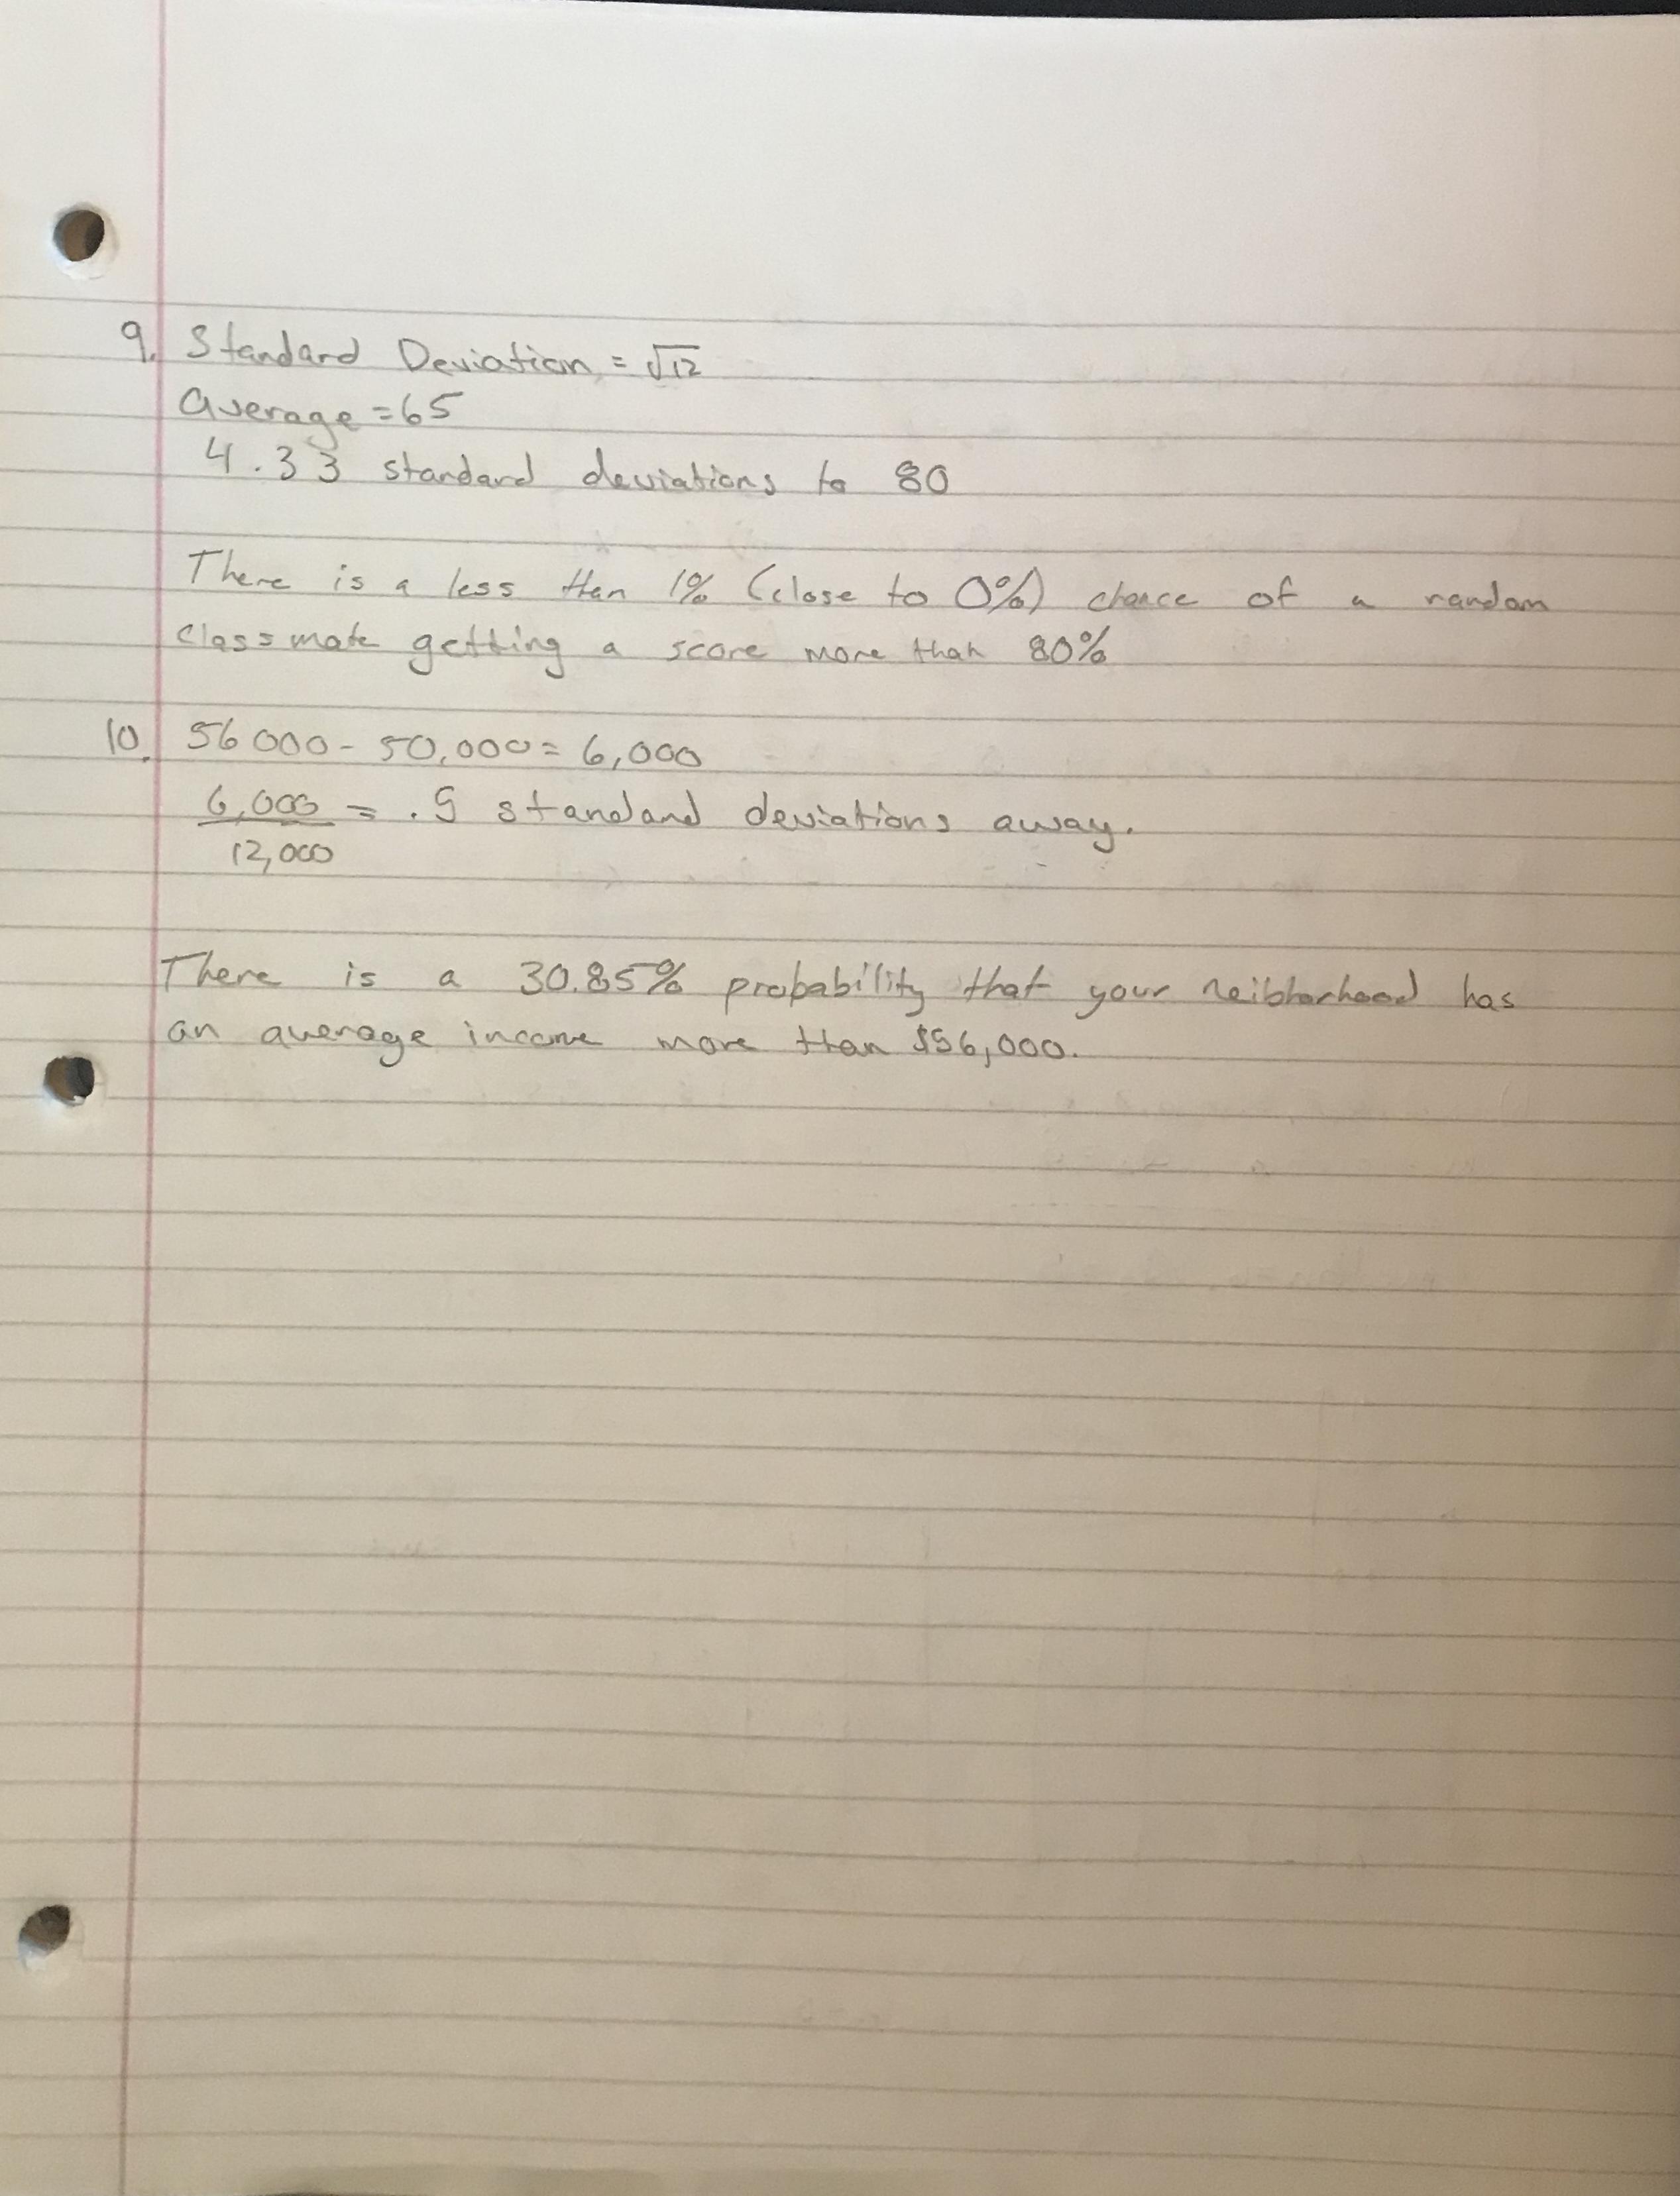 9. Standard Deviation = √12
Average = 65
4.33 standard deviations to 80
There is a less then 1% (close to 0%) chance of a random
classmate getting a score more than 80%
10. 56000 - 50,000 = 6,000
6,000 = .5 standard deviations away.
12,000
There is a 30.85% probability that your neibhorhood has
an average income more than $56,000.